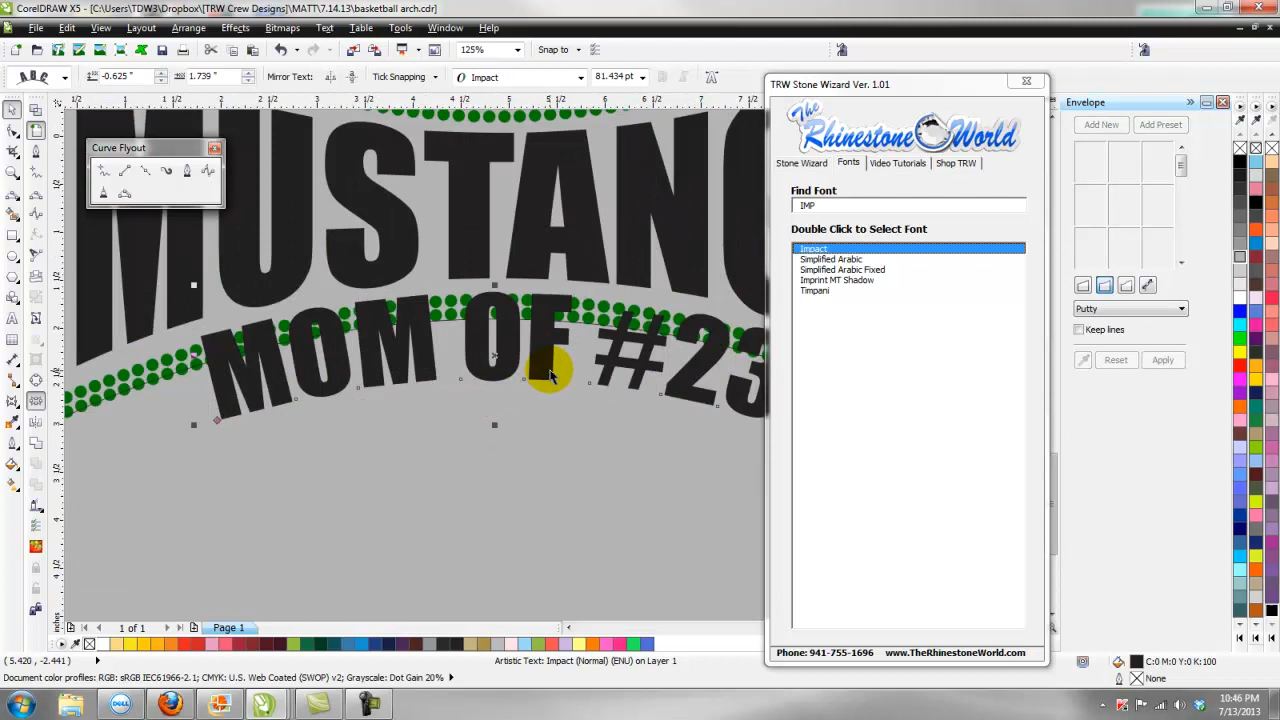 CorelDRAW X5 - [C:\Users\TDW3\Dropbox\[TRW Crew Designs]\MATT\7.14.13\basketball arch.cdr]
File Edit View Layout Arrange Effects Bitmaps Text Table Tools Window Help
125% Snap to
-0.625 " 1.739 " Mirror Text: Tick Snapping Impact 81.434 pt
TRW Stone Wizard Ver. 1.01
Envelope
Add New Add Preset
The Rhinestone World
Curve Flyout
Stone Wizard Fonts Video Tutorials Shop TRW
Find Font
IMP
Double Click to Select Font
Impact
Simplified Arabic
Simplified Arabic Fixed
Imprint MT Shadow
Timpani
MUSTANG
MOM OF #23
Putty
Keep lines
Reset Apply
1 of 1 Page 1
Phone: 941-755-1696 www.TheRhinestoneWorld.com
(5.420, -2.441) Artistic Text: Impact (Normal) (ENU) on Layer 1 C:0 M:0 Y:0 K:100
Document color profiles: RGB: sRGB IEC61966-2.1; CMYK: U.S. Web Coated (SWOP) v2; Grayscale: Dot Gain 20% None
10:46 PM
7/13/2013